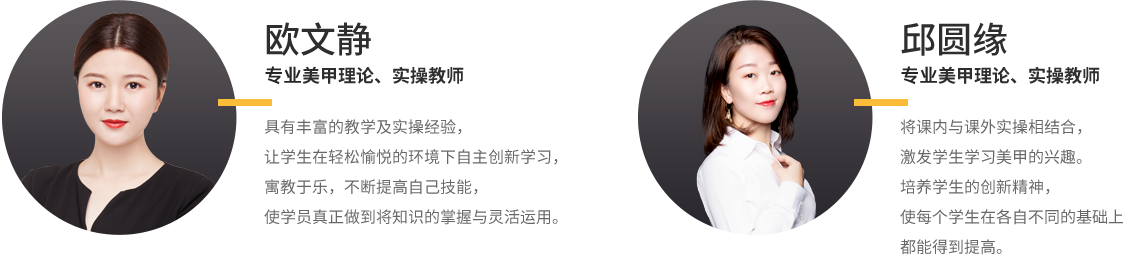 欧文静
专业美甲理论、实操教师
具有丰富的教学及实操经验，
让学生在轻松愉悦的环境下自主创新学习，
寓教于乐，不断提高自己技能，
使学员真正做到将知识的掌握与灵活运用。
邱圆缘
专业美甲理论、实操教师
将课内与课外实操相结合，
激发学生学习美甲的兴趣。
培养学生的创新精神，
使每个学生在各自不同的基础上
都能得到提高。